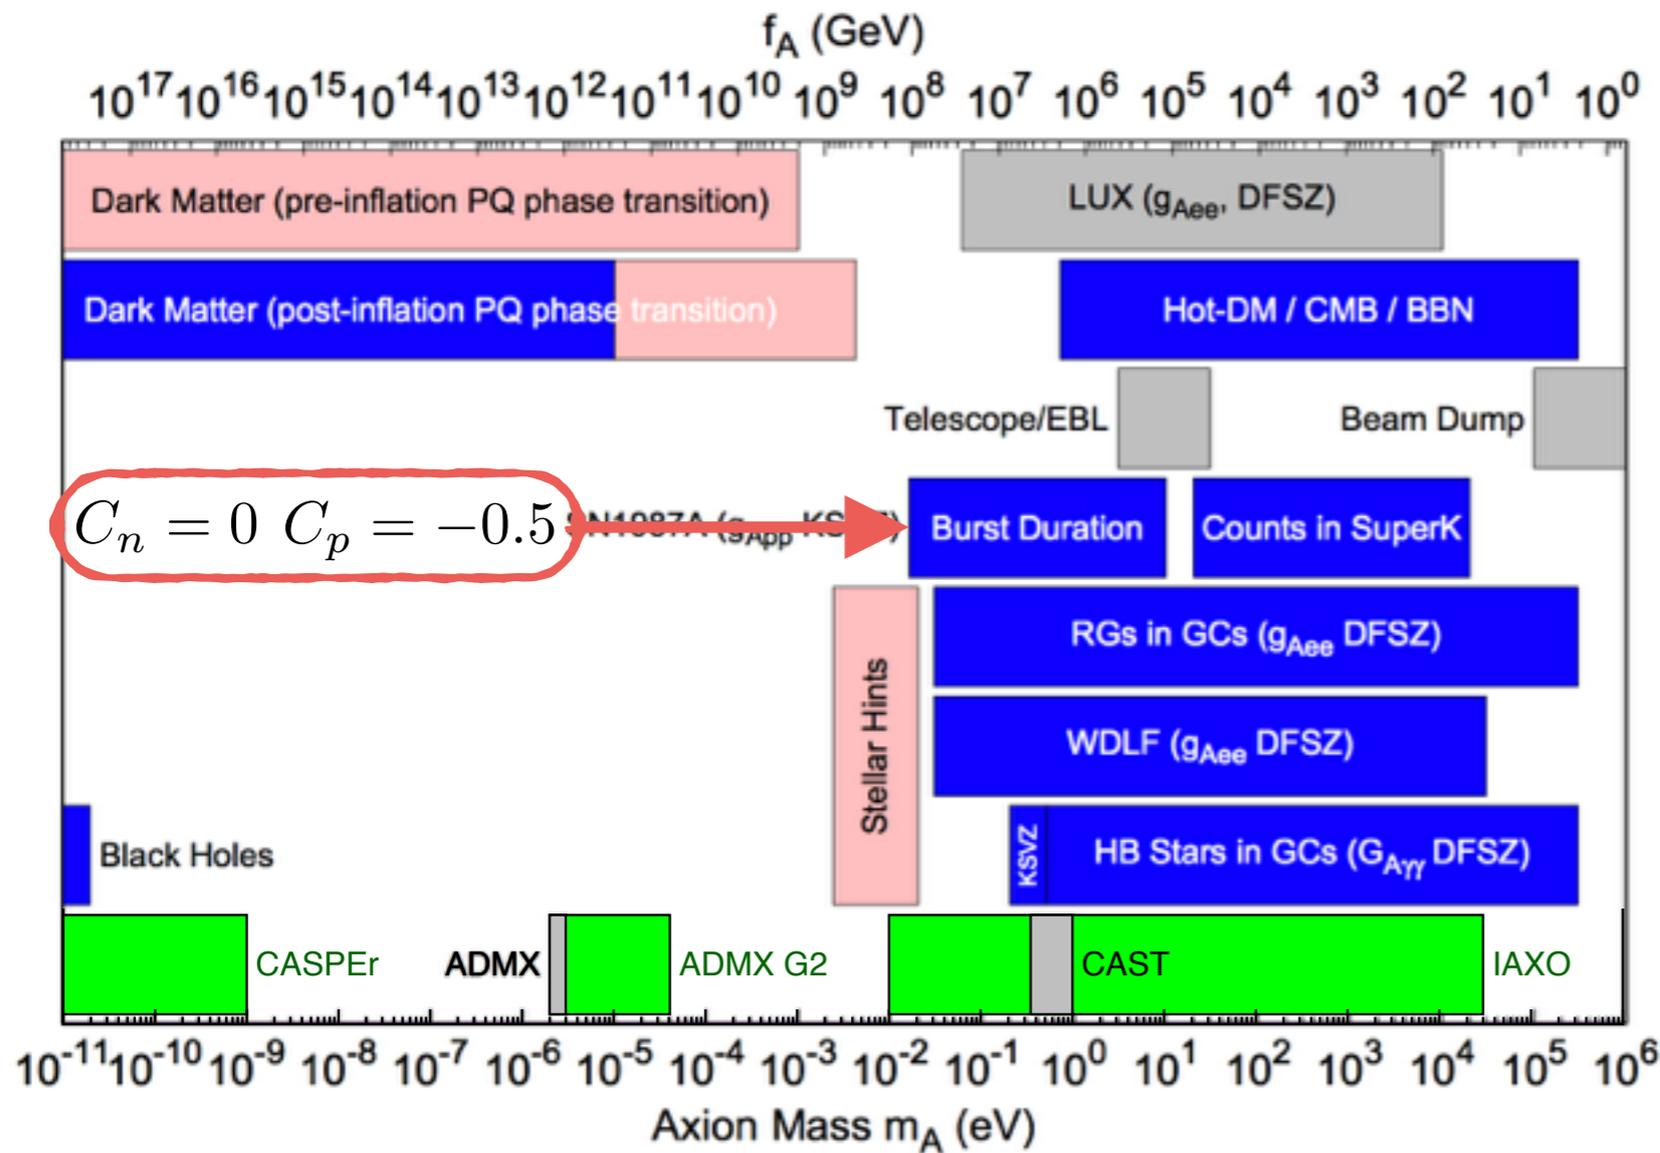 f_A (GeV)
10^17 10^16 10^15 10^14 10^13 10^12 10^11 10^10 10^9 10^8 10^7 10^6 10^5 10^4 10^3 10^2 10^1 10^0
Dark Matter (pre-inflation PQ phase transition)
LUX (g_Aee, DFSZ)
Dark Matter (post-inflation PQ phase transition)
Hot-DM / CMB / BBN
Telescope/EBL
Beam Dump
C_n = 0 C_p = −0.5
SN1987A (g_App KSVZ)
Burst Duration
Counts in SuperK
RGs in GCs (g_Aee DFSZ)
Stellar Hints
WDLF (g_Aee DFSZ)
Black Holes
KSVZ
HB Stars in GCs (G_Aγγ DFSZ)
CASPEr
ADMX
ADMX G2
CAST
IAXO
10^-11 10^-10 10^-9 10^-8 10^-7 10^-6 10^-5 10^-4 10^-3 10^-2 10^-1 10^0 10^1 10^2 10^3 10^4 10^5 10^6
Axion Mass m_A (eV)